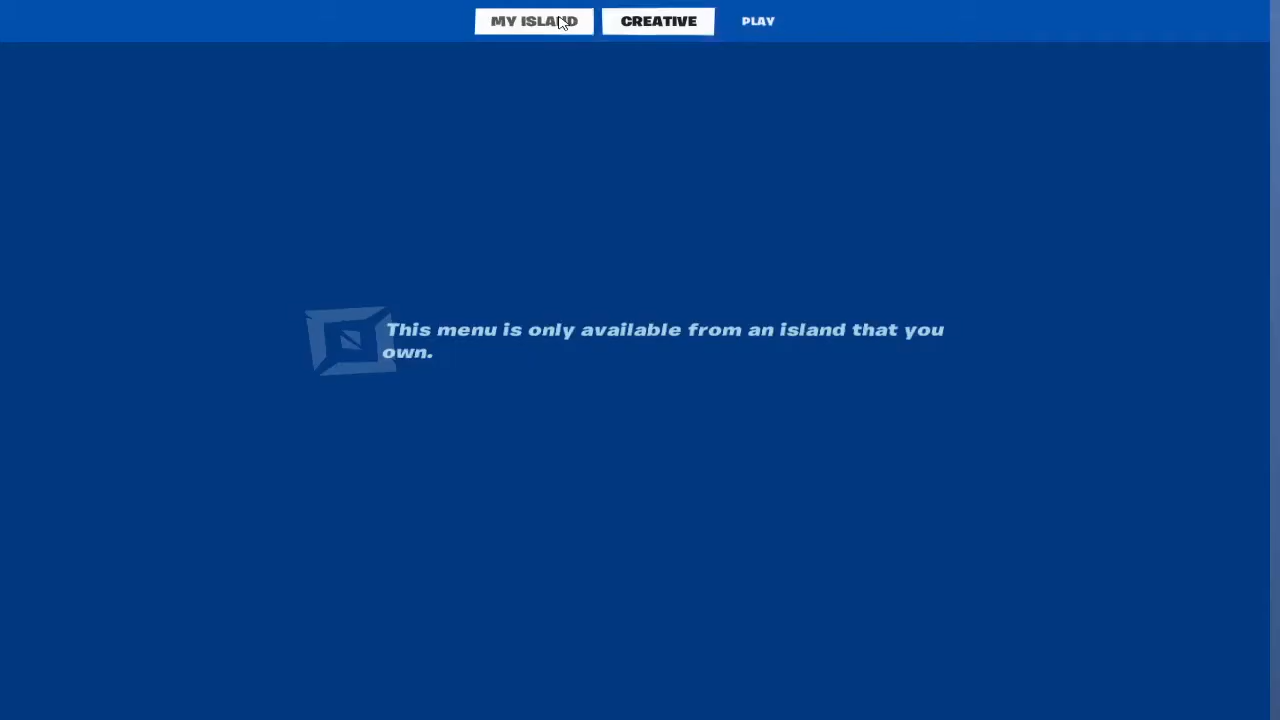 MY ISLAND CREATIVE PLAY
This menu is only available from an island that you
own.